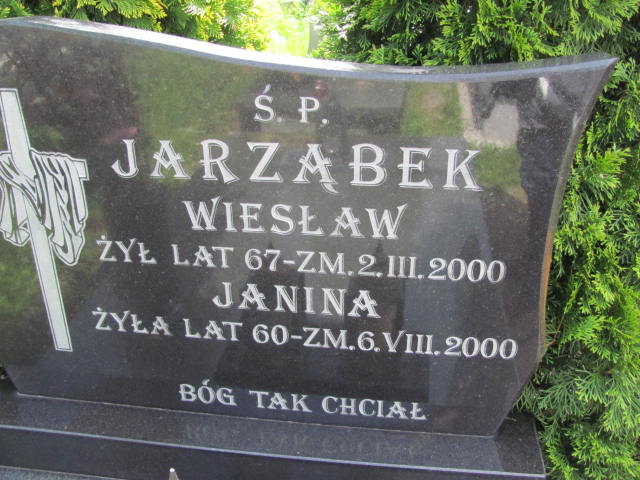 Ś. P.
JARZĄBEK
WIESŁAW
ŻYŁ LAT 67-ZM.2.III.2000
JANINA
ŻYŁA LAT 60-ZM.6.VIII.2000
BÓG TAK CHCIAŁ